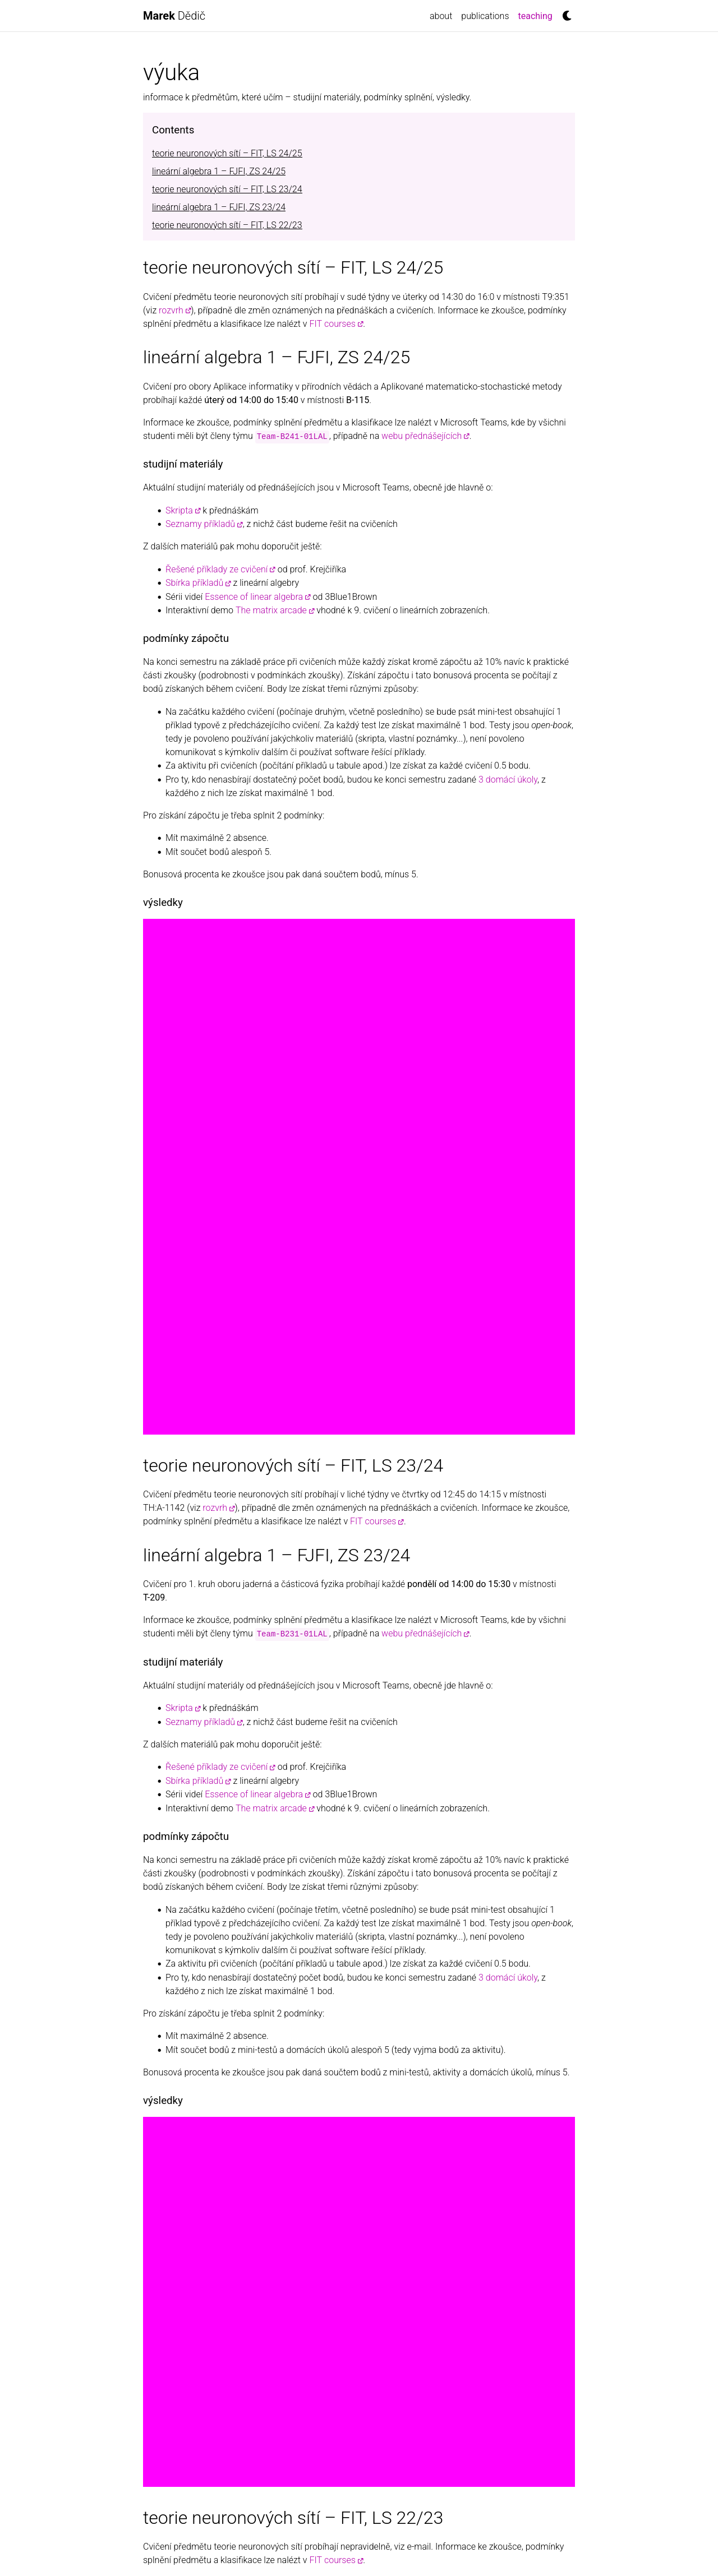 Marek Dědič
about publications teaching
výuka
informace k předmětům, které učím – studijní materiály, podmínky splnění, výsledky.
Contents
teorie neuronových sítí – FIT, LS 24/25
lineární algebra 1 – FJFI, ZS 24/25
teorie neuronových sítí – FIT, LS 23/24
lineární algebra 1 – FJFI, ZS 23/24
teorie neuronových sítí – FIT, LS 22/23
teorie neuronových sítí – FIT, LS 24/25
Cvičení předmětu teorie neuronových sítí probíhají v sudé týdny ve úterky od 14:30 do 16:0 v místnosti T9:351
(viz rozvrh), případně dle změn oznámených na přednáškách a cvičeních. Informace ke zkoušce, podmínky
splnění předmětu a klasifikace lze nalézt v FIT courses.
lineární algebra 1 – FJFI, ZS 24/25
Cvičení pro obory Aplikace informatiky v přírodních vědách a Aplikované matematicko-stochastické metody
probíhají každé úterý od 14:00 do 15:40 v místnosti B-115.
Informace ke zkoušce, podmínky splnění předmětu a klasifikace lze nalézt v Microsoft Teams, kde by všichni
studenti měli být členy týmu Team-B241-01LAL, případně na webu přednášejících.
studijní materiály
Aktuální studijní materiály od přednášejících jsou v Microsoft Teams, obecně jde hlavně o:
• Skripta k přednáškám
• Seznamy příkladů, z nichž část budeme řešit na cvičeních
Z dalších materiálů pak mohu doporučit ještě:
• Řešené příklady ze cvičení od prof. Krejčiříka
• Sbírka příkladů z lineární algebry
• Sérii videí Essence of linear algebra od 3Blue1Brown
• Interaktivní demo The matrix arcade vhodné k 9. cvičení o lineárních zobrazeních.
podmínky zápočtu
Na konci semestru na základě práce při cvičeních může každý získat kromě zápočtu až 10% navíc k praktické
části zkoušky (podrobnosti v podmínkách zkoušky). Získání zápočtu i tato bonusová procenta se počítají z
bodů získaných během cvičení. Body lze získat třemi různými způsoby:
• Na začátku každého cvičení (počínaje druhým, včetně posledního) se bude psát mini-test obsahující 1
příklad typově z předcházejícího cvičení. Za každý test lze získat maximálně 1 bod. Testy jsou open-book,
tedy je povoleno používání jakýchkoliv materiálů (skripta, vlastní poznámky...), není povoleno
komunikovat s kýmkoliv dalším či používat software řešící příklady.
• Za aktivitu při cvičeních (počítání příkladů u tabule apod.) lze získat za každé cvičení 0.5 bodu.
• Pro ty, kdo nenasbírají dostatečný počet bodů, budou ke konci semestru zadané 3 domácí úkoly, z
každého z nich lze získat maximálně 1 bod.
Pro získání zápočtu je třeba splnit 2 podmínky:
• Mít maximálně 2 absence.
• Mít součet bodů alespoň 5.
Bonusová procenta ke zkoušce jsou pak daná součtem bodů, mínus 5.
výsledky
teorie neuronových sítí – FIT, LS 23/24
Cvičení předmětu teorie neuronových sítí probíhají v liché týdny ve čtvrtky od 12:45 do 14:15 v místnosti
TH:A-1142 (viz rozvrh), případně dle změn oznámených na přednáškách a cvičeních. Informace ke zkoušce,
podmínky splnění předmětu a klasifikace lze nalézt v FIT courses.
lineární algebra 1 – FJFI, ZS 23/24
Cvičení pro 1. kruh oboru jaderná a částicová fyzika probíhají každé pondělí od 14:00 do 15:30 v místnosti
T-209.
Informace ke zkoušce, podmínky splnění předmětu a klasifikace lze nalézt v Microsoft Teams, kde by všichni
studenti měli být členy týmu Team-B231-01LAL, případně na webu přednášejících.
studijní materiály
Aktuální studijní materiály od přednášejících jsou v Microsoft Teams, obecně jde hlavně o:
• Skripta k přednáškám
• Seznamy příkladů, z nichž část budeme řešit na cvičeních
Z dalších materiálů pak mohu doporučit ještě:
• Řešené příklady ze cvičení od prof. Krejčiříka
• Sbírka příkladů z lineární algebry
• Sérii videí Essence of linear algebra od 3Blue1Brown
• Interaktivní demo The matrix arcade vhodné k 9. cvičení o lineárních zobrazeních.
podmínky zápočtu
Na konci semestru na základě práce při cvičeních může každý získat kromě zápočtu až 10% navíc k praktické
části zkoušky (podrobnosti v podmínkách zkoušky). Získání zápočtu i tato bonusová procenta se počítají z
bodů získaných během cvičení. Body lze získat třemi různými způsoby:
• Na začátku každého cvičení (počínaje třetím, včetně posledního) se bude psát mini-test obsahující 1
příklad typově z předcházejícího cvičení. Za každý test lze získat maximálně 1 bod. Testy jsou open-book,
tedy je povoleno používání jakýchkoliv materiálů (skripta, vlastní poznámky...), není povoleno
komunikovat s kýmkoliv dalším či používat software řešící příklady.
• Za aktivitu při cvičeních (počítání příkladů u tabule apod.) lze získat za každé cvičení 0.5 bodu.
• Pro ty, kdo nenasbírají dostatečný počet bodů, budou ke konci semestru zadané 3 domácí úkoly, z
každého z nich lze získat maximálně 1 bod.
Pro získání zápočtu je třeba splnit 2 podmínky:
• Mít maximálně 2 absence.
• Mít součet bodů z mini-testů a domácích úkolů alespoň 5 (tedy vyjma bodů za aktivitu).
Bonusová procenta ke zkoušce jsou pak daná součtem bodů z mini-testů, aktivity a domácích úkolů, mínus 5.
výsledky
teorie neuronových sítí – FIT, LS 22/23
Cvičení předmětu teorie neuronových sítí probíhají nepravidelně, viz e-mail. Informace ke zkoušce, podmínky
splnění předmětu a klasifikace lze nalézt v FIT courses.